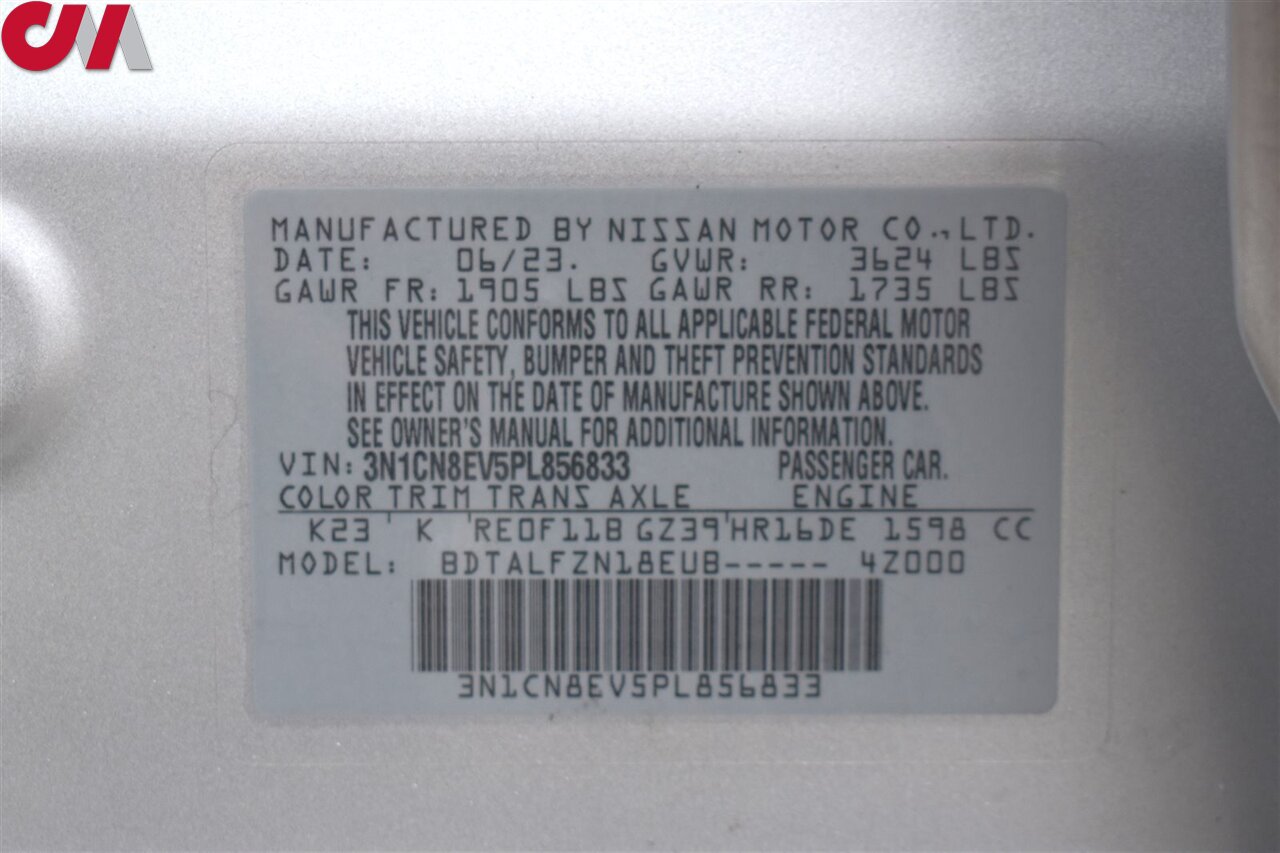 CM
MANUFACTURED BY NISSAN MOTOR CO.,LTD.
DATE: 06/23. GVWR: 3624 LBS
GAWR FR: 1905 LBS GAWR RR: 1735 LBS
THIS VEHICLE CONFORMS TO ALL APPLICABLE FEDERAL MOTOR
VEHICLE SAFETY, BUMPER AND THEFT PREVENTION STANDARDS
IN EFFECT ON THE DATE OF MANUFACTURE SHOWN ABOVE.
SEE OWNER'S MANUAL FOR ADDITIONAL INFORMATION.
VIN: 3N1CN8EV5PL856833 PASSENGER CAR.
COLOR TRIM TRANS AXLE ENGINE
K23 ' K RE0F11B GZ39'HR16DE 1598 CC
MODEL: BDTALFZN18EUB----- 4Z000
3N1CN8EV5PL856833